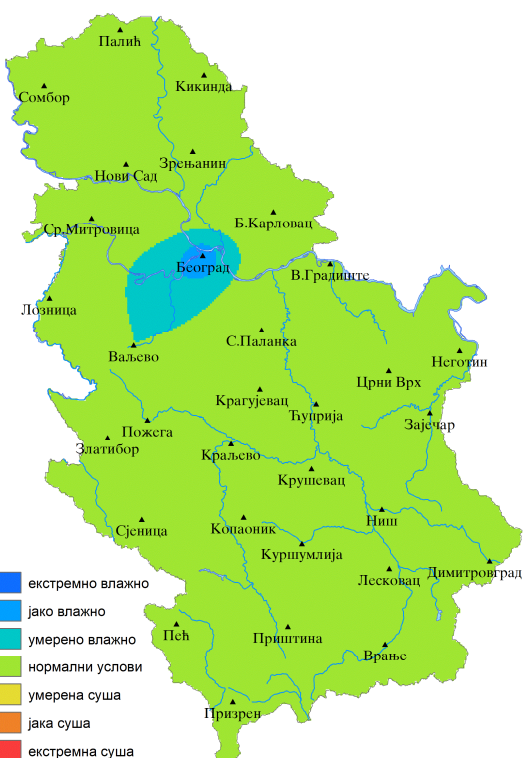 Палић
Кикинда
Сомбор
Зрењанин
Нови Сад
Б.Карловац
Ср.Митровица
Београд
В.Градиште
Лозница
С.Паланка
Ваљево
Неготин
Црни Врх
Крагујевац
Ћуприја
Зајечар
Пожега
Златибор
Краљево
Крушевац
Ниш
Сјеница
Копаоник
Куршумлија
Димитровград
Лесковац
екстремно влажно
јако влажно
умерено влажно
Пећ
Приштина
Врање
нормални услови
умерена суша
Призрен
јака суша
екстремна суша